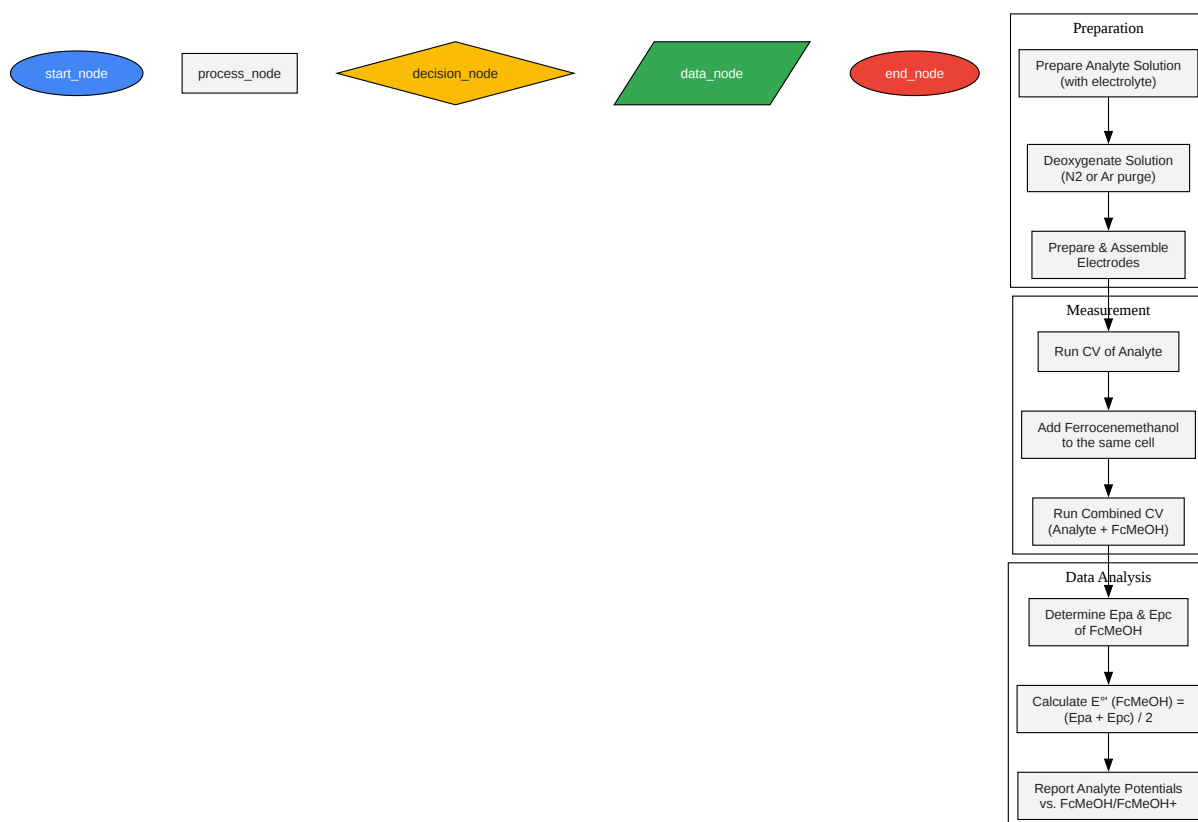 start_node
process_node
decision_node
data_node
end_node
Preparation
Prepare Analyte Solution
(with electrolyte)
Deoxygenate Solution
(N2 or Ar purge)
Prepare & Assemble
Electrodes
Measurement
Run CV of Analyte
Add Ferrocenemethanol
to the same cell
Run Combined CV
(Analyte + FcMeOH)
Data Analysis
Determine Epa & Epc
of FcMeOH
Calculate E°' (FcMeOH) =
(Epa + Epc) / 2
Report Analyte Potentials
vs. FcMeOH/FcMeOH+